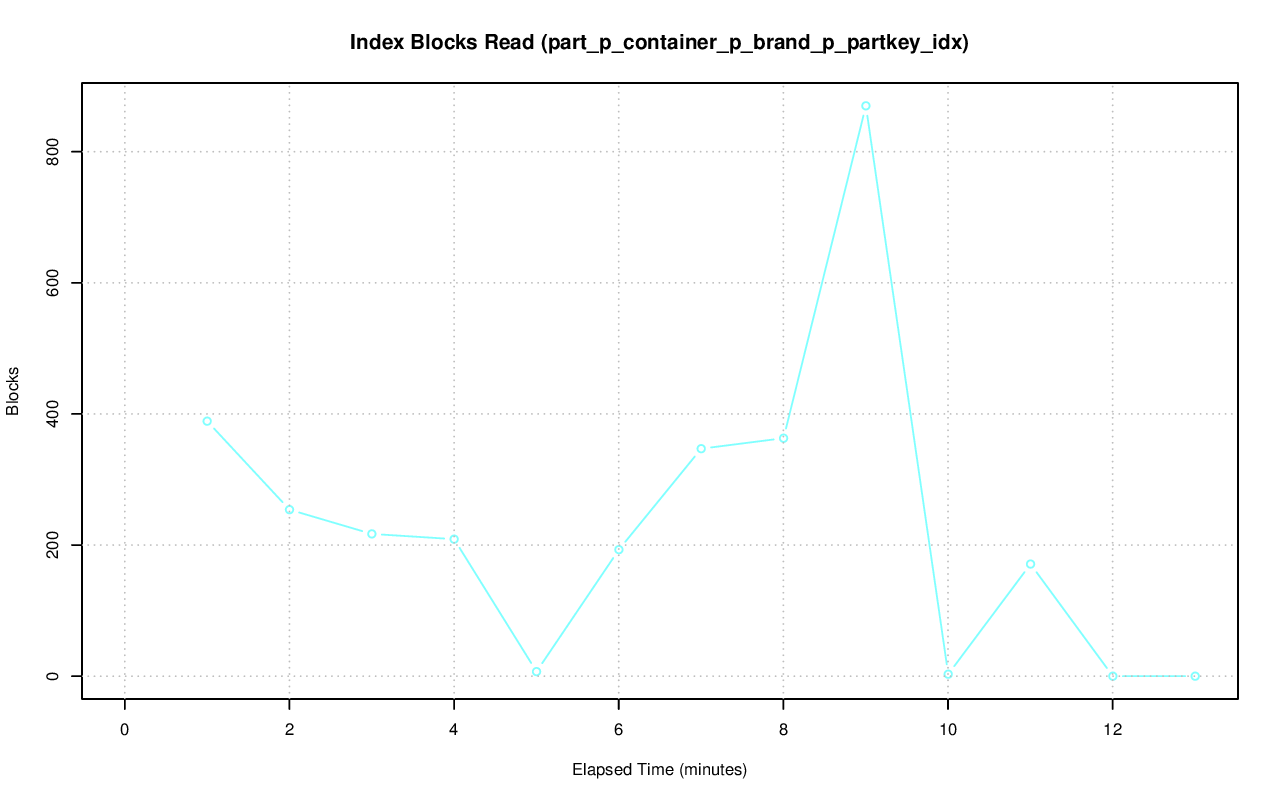 Index Blocks Read (part_p_container_p_brand_p_partkey_idx)
800
600
400
200
0
Blocks
0 2 4 6 8 10 12
Elapsed Time (minutes)